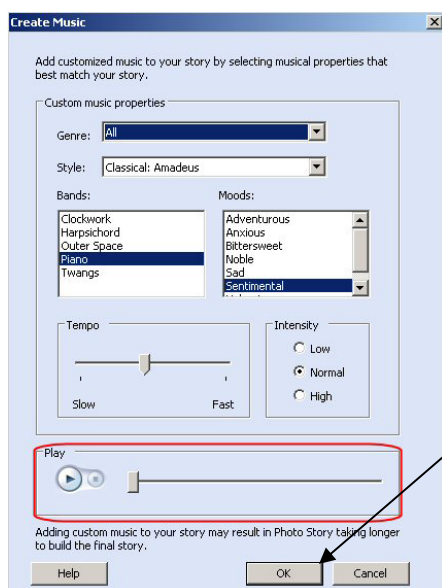 Create Music
Add customized music to your story by selecting musical properties that
best match your story.
Custom music properties
Genre: All
Style: Classical: Amadeus
Bands: Moods:
Clockwork Adventurous
Harpsichord Anxious
Outer Space Bittersweet
Piano Noble
Twangs Sad
Sentimental
Tempo Intensity
Low
Normal
High
Slow Fast
Play
Adding custom music to your story may result in Photo Story taking longer
to build the final story.
Help OK Cancel